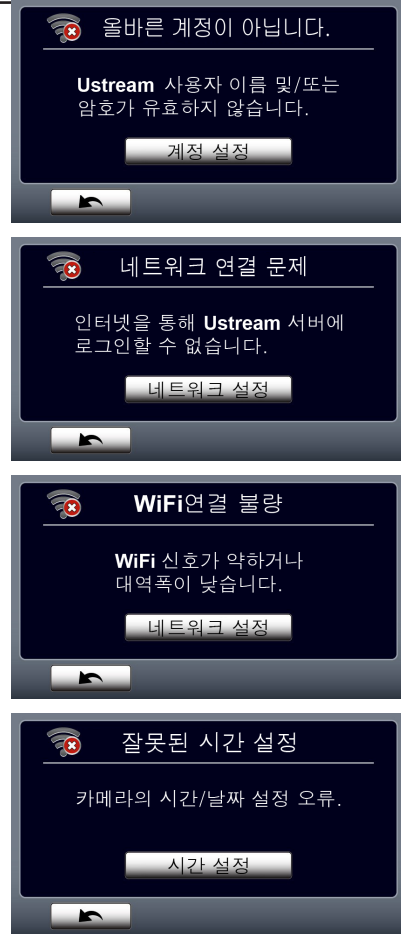 올바른 계정이 아닙니다.
Ustream 사용자 이름 및/또는
암호가 유효하지 않습니다.
계정 설정
네트워크 연결 문제
인터넷을 통해 Ustream 서버에
로그인할 수 없습니다.
네트워크 설정
WiFi연결 불량
WiFi 신호가 약하거나
대역폭이 낮습니다.
네트워크 설정
잘못된 시간 설정
카메라의 시간/날짜 설정 오류.
시간 설정